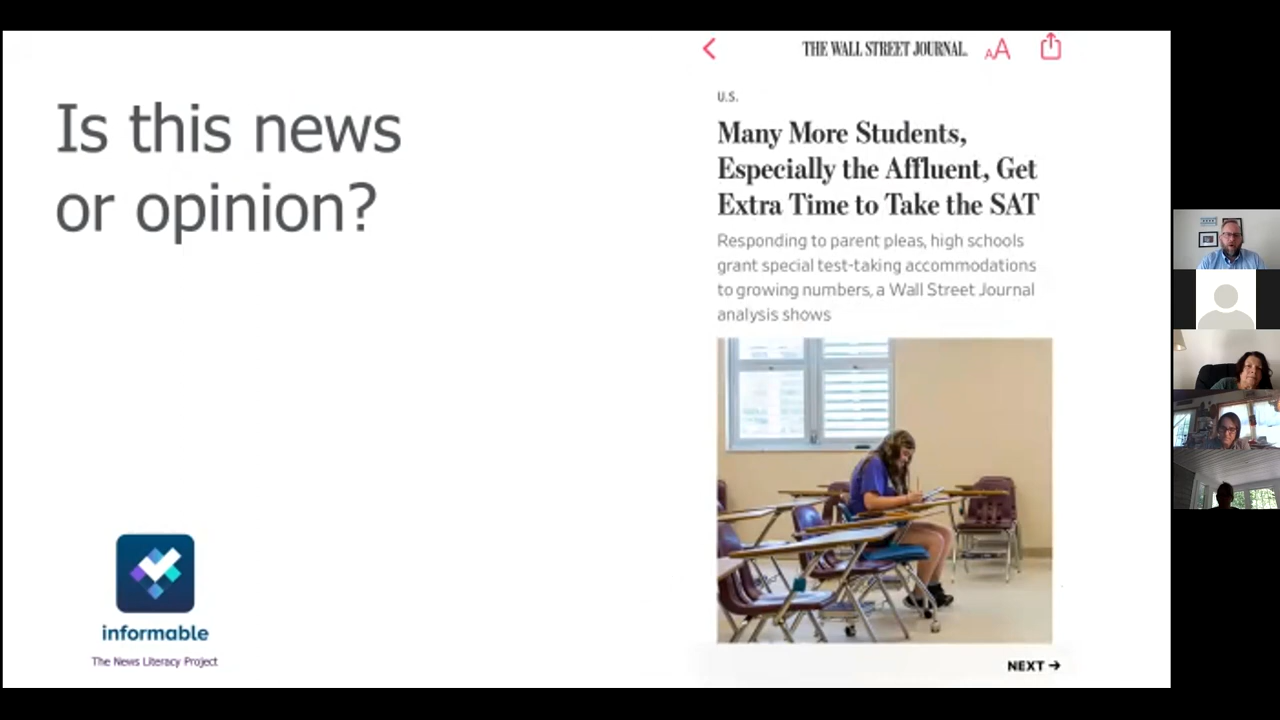 Is this news
or opinion?
informable
The News Literacy Project
THE WALL STREET JOURNAL.
AA
U.S.
Many More Students,
Especially the Affluent, Get
Extra Time to Take the SAT
Responding to parent pleas, high schools
grant special test-taking accommodations
to growing numbers, a Wall Street Journal
analysis shows
NEXT →